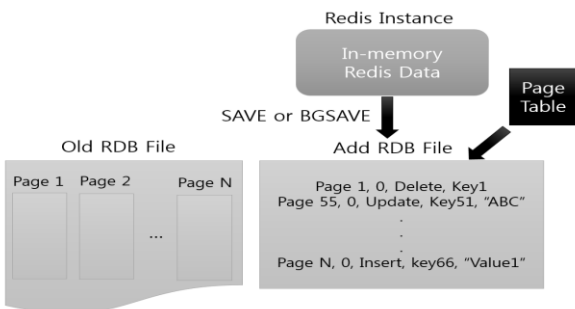 Redis Instance
In-memory
Redis Data
Page
Table
SAVE or BGSAVE
Old RDB File
Add RDB File
Page 1 Page 2 Page N
...
Page 1, 0, Delete, Key1
Page 55, 0, Update, Key51, “ABC”
.
.
.
Page N, 0, Insert, key66, “Value1”